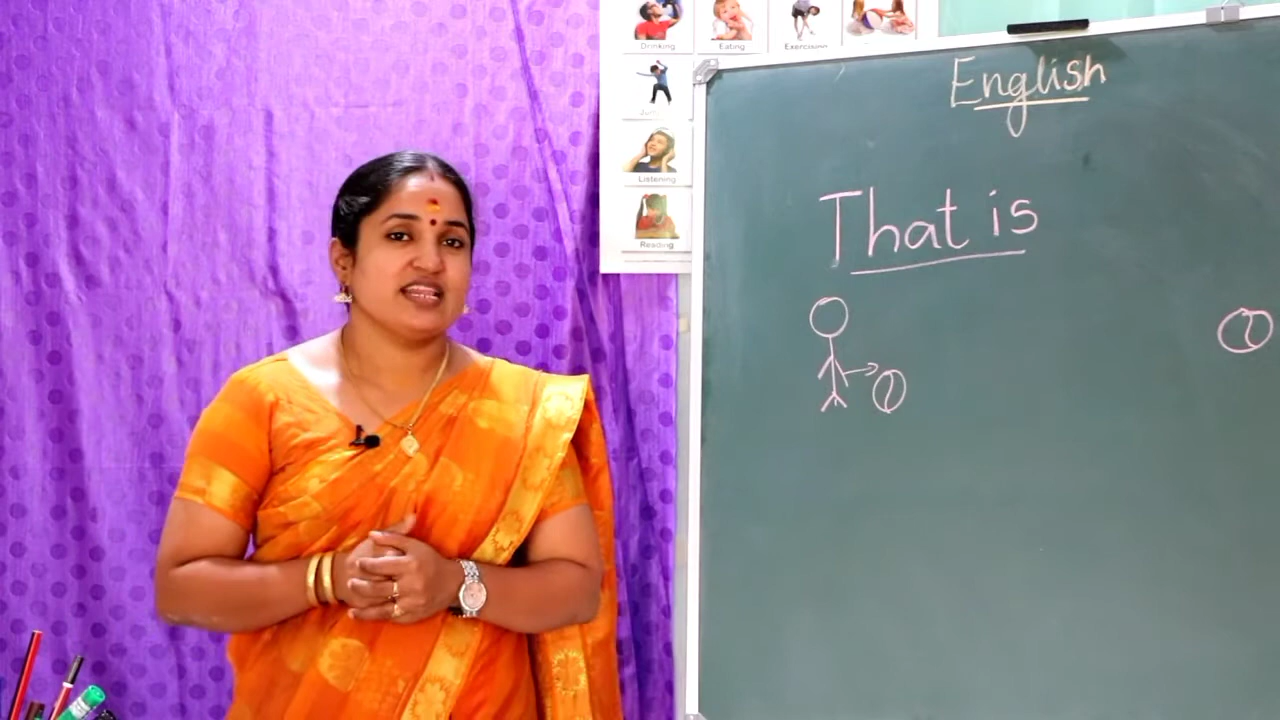 Drinking
Eating
Exercising
Listening
Reading
English
That is